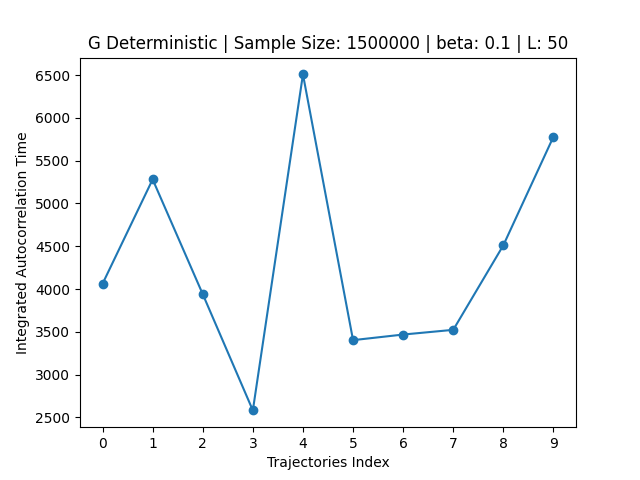 G Deterministic | Sample Size: 1500000 | beta: 0.1 | L: 50
Integrated Autocorrelation Time
6500
6000
5500
5000
4500
4000
3500
3000
2500
0 1 2 3 4 5 6 7 8 9
Trajectories Index